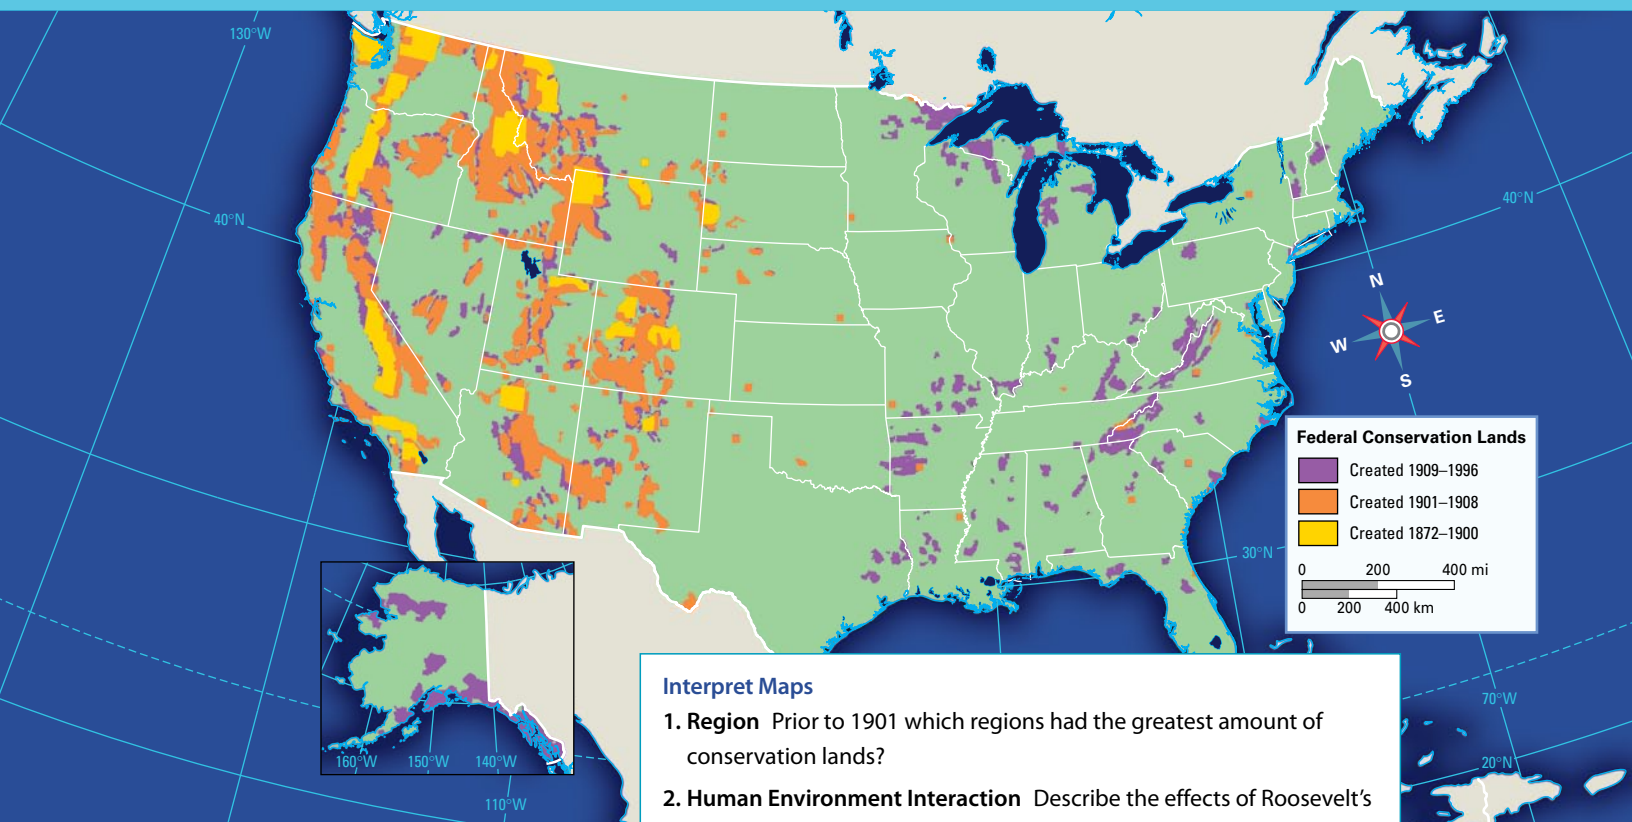 130°W
40°N
40°N
N
E
W
S
Federal Conservation Lands
Created 1909–1996
Created 1901–1908
Created 1872–1900
0 200 400 mi
0 200 400 km
30°N
160°W 150°W 140°W
110°W
70°W
20°N
Interpret Maps
1. Region Prior to 1901 which regions had the greatest amount of
conservation lands?
2. Human Environment Interaction Describe the effects of Roosevelt’s